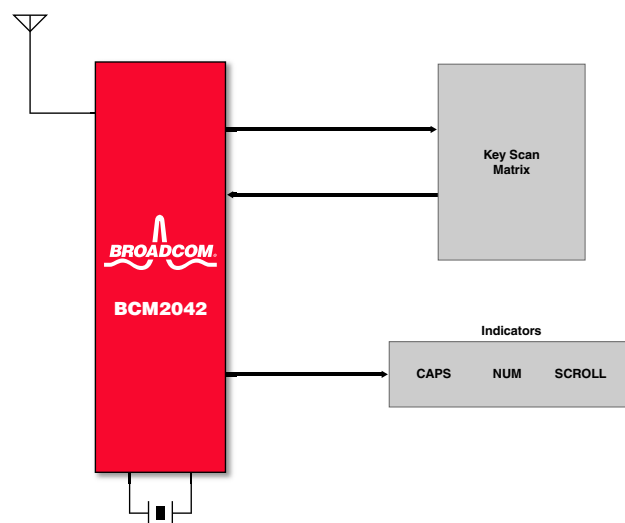 Key Scan
Matrix
BROADCOM®
BCM2042
Indicators
CAPS NUM SCROLL